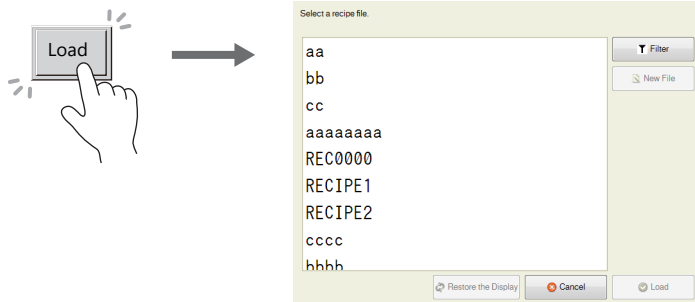 Load
Select a recipe file.
aa
bb
cc
aaaaaaaa
REC0000
RECIPE1
RECIPE2
cccc
bbbb
Filter
New File
Restore the Display
Cancel
Load